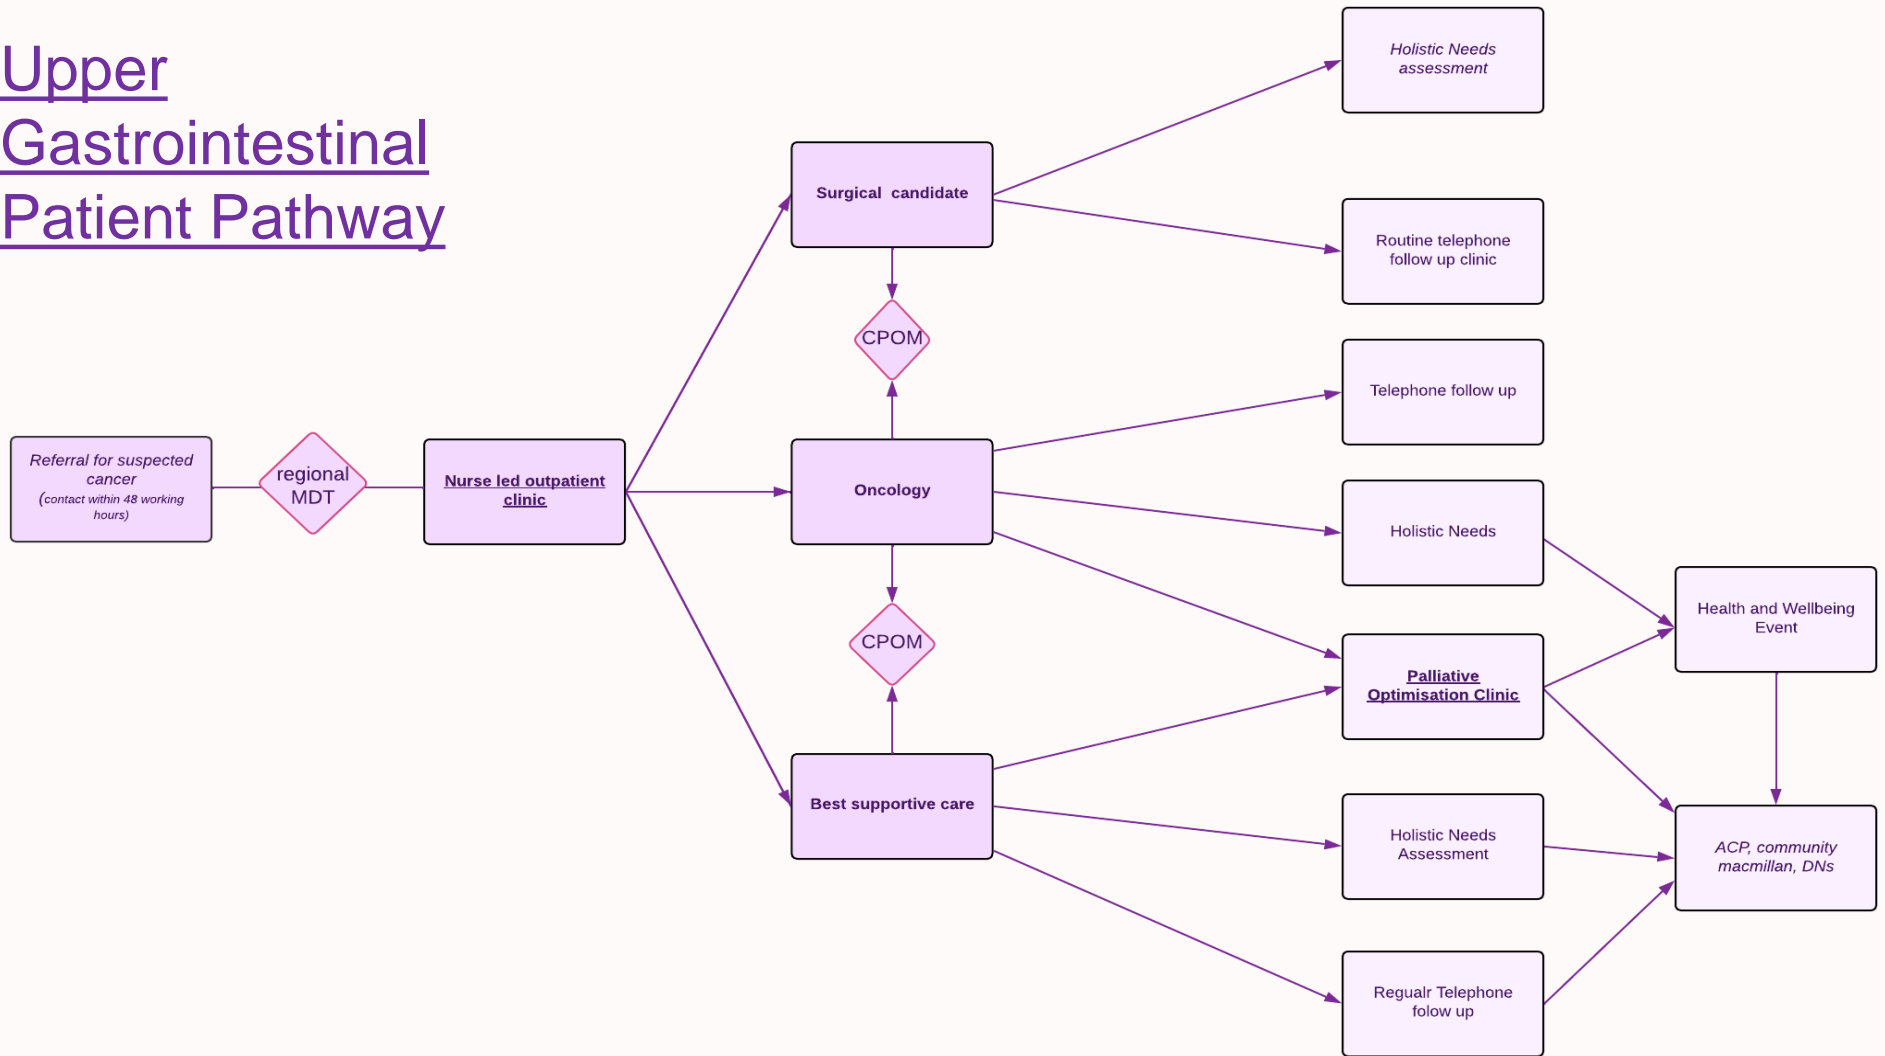 Upper
Gastrointestinal
Patient Pathway
Referral for suspected
cancer
(contact within 48 working
hours)
regional
MDT
Nurse led outpatient
clinic
Surgical candidate
CPOM
Oncology
CPOM
Best supportive care
Holistic Needs
assessment
Routine telephone
follow up clinic
Telephone follow up
Holistic Needs
Palliative
Optimisation Clinic
Holistic Needs
Assessment
Regualr Telephone
folow up
Health and Wellbeing
Event
ACP, community
macmillan, DNs